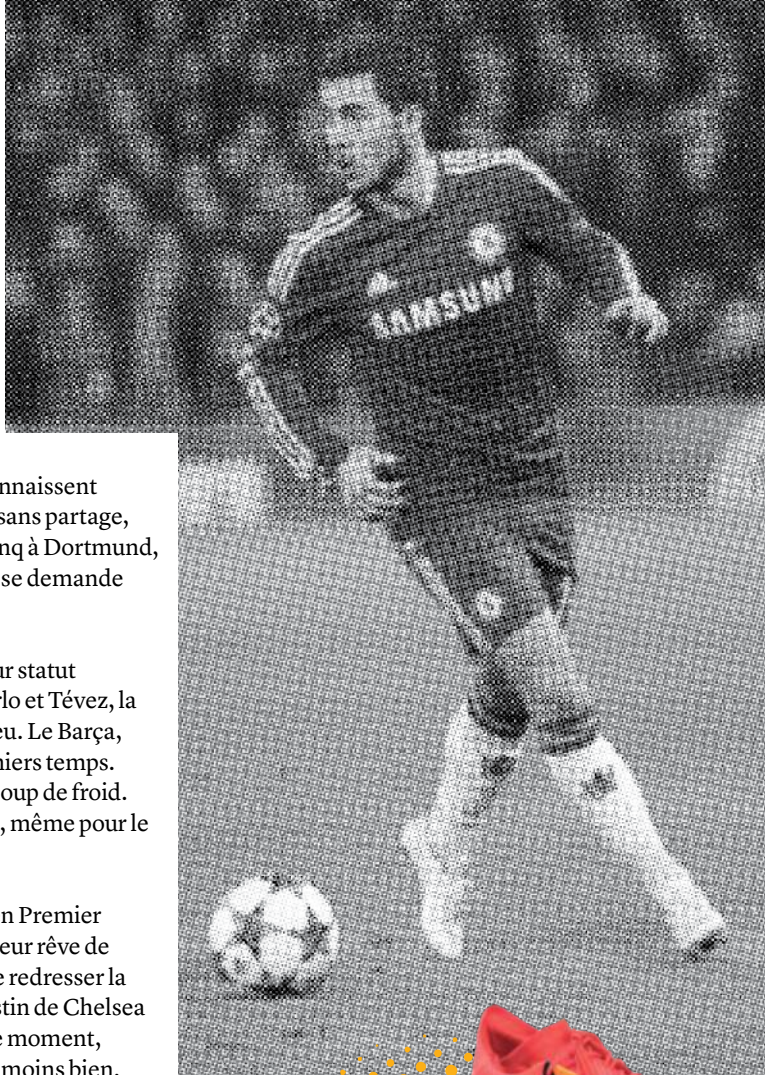 SAMSUNG
nnaissent
sans partage,
nq à Dortmund,
se demande
ur statut
rlo et Tévez, la
eu. Le Barça,
niers temps.
oup de froid.
, même pour le
n Premier
eur rêve de
e redresser la
stin de Chelsea
e moment,
moins bien.